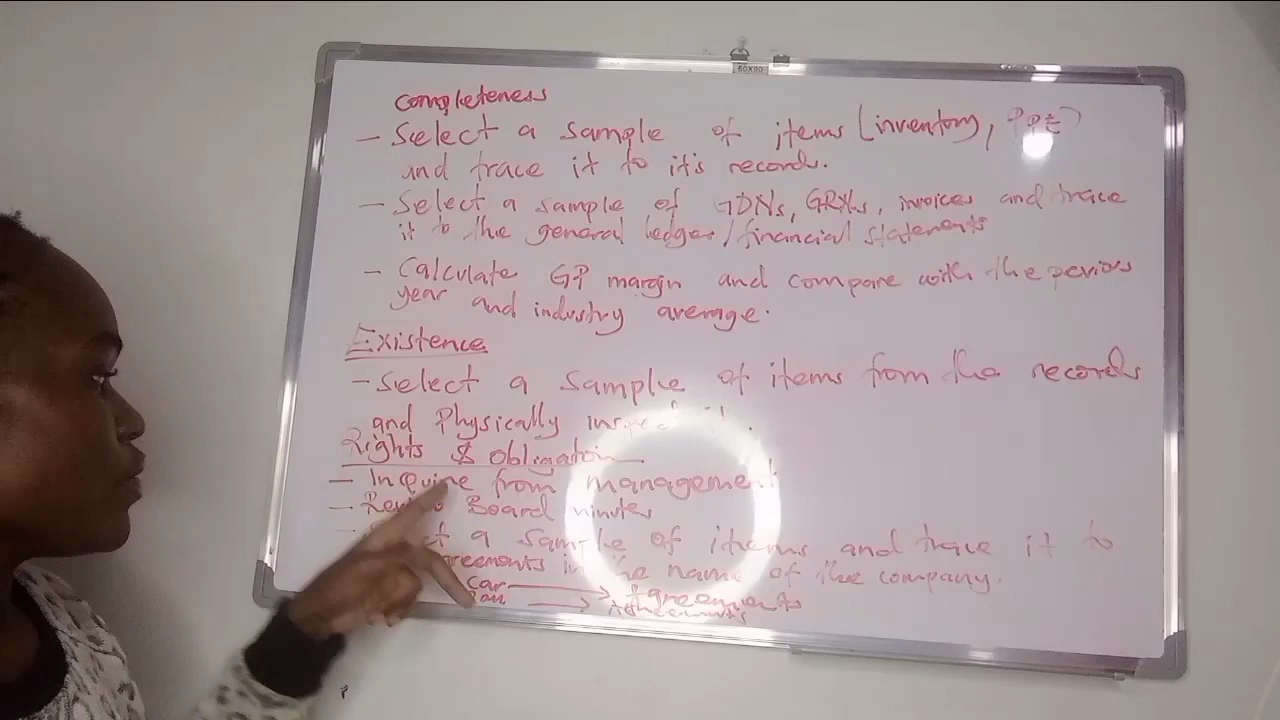 60X90
Completeness
- Select a sample of items (inventory, PPE)
and trace it to it's records.
- Select a sample of GDNs, GRNs, invoices and trace
it to the general ledger/financial statements
- Calculate GP margin and compare with the perivios
year and industry average.
Existence
- Select a sample of items from the records
and Physically inspect it.
Rights & obligation
- Inquire from management
- Board minutes
- a sample of items and trace it to
in the name of the company.
Car → Agreements
→ Agreements